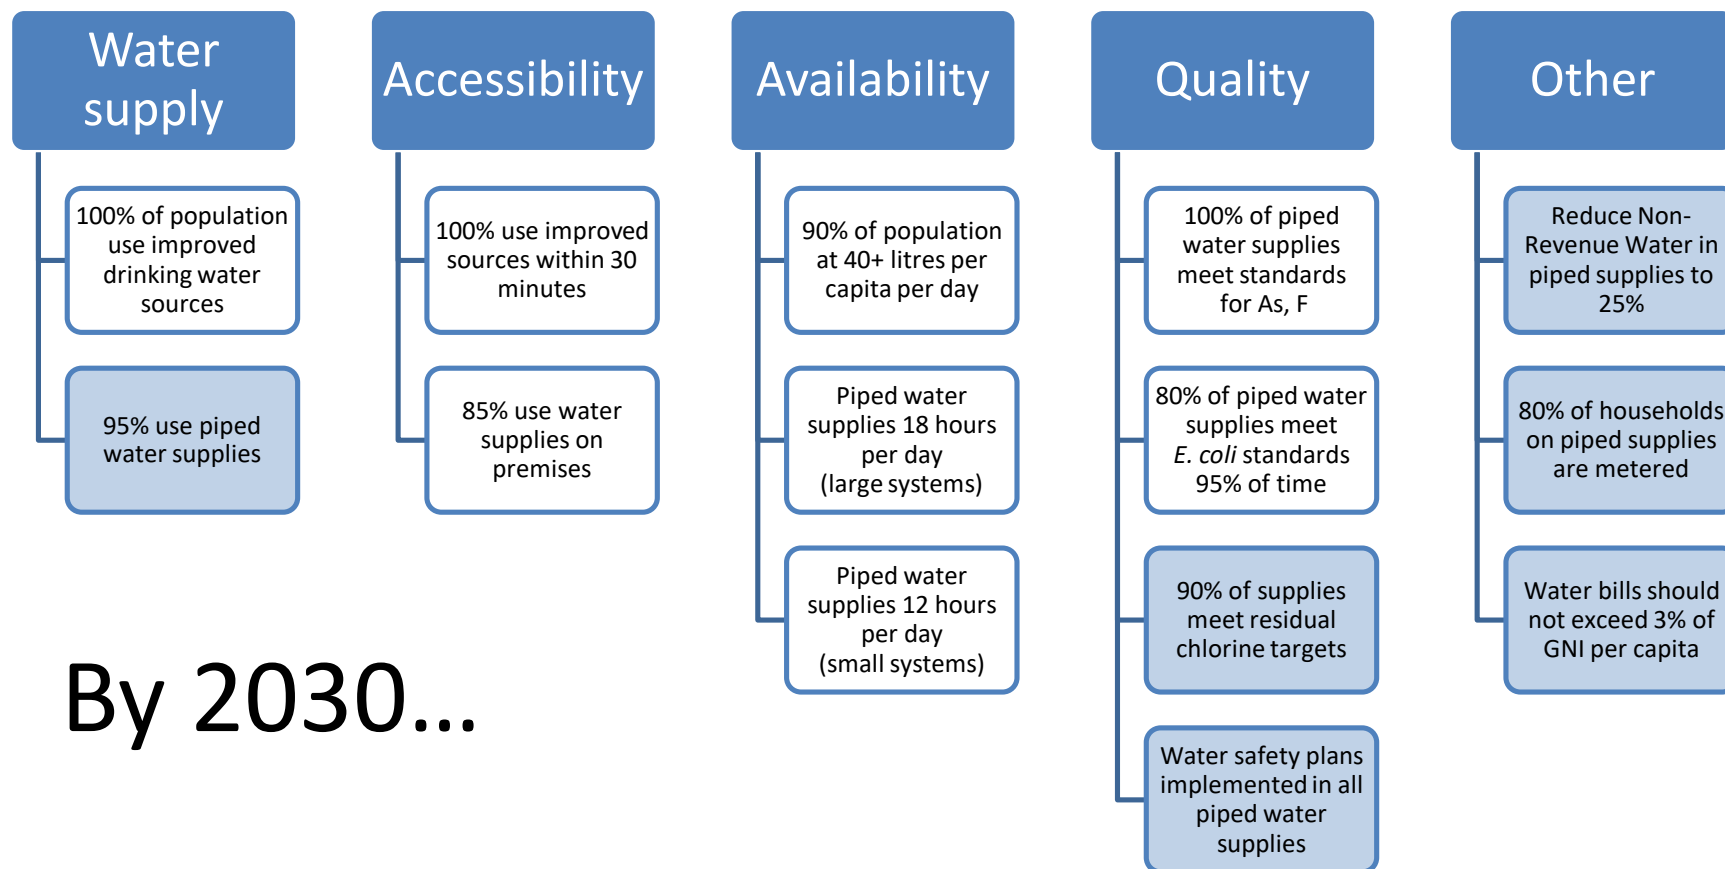 Water
supply
100% of population
use improved
drinking water
sources
95% use piped
water supplies
Accessibility
100% use improved
sources within 30
minutes
85% use water
supplies on
premises
Availability
90% of population
at 40+ litres per
capita per day
Piped water
supplies 18 hours
per day
(large systems)
Piped water
supplies 12 hours
per day
(small systems)
Quality
100% of piped
water supplies
meet standards
for As, F
80% of piped water
supplies meet
E. coli standards
95% of time
90% of supplies
meet residual
chlorine targets
Water safety plans
implemented in all
piped water
supplies
Other
Reduce Non-
Revenue Water in
piped supplies to
25%
80% of households
on piped supplies
are metered
Water bills should
not exceed 3% of
GNI per capita
By 2030...